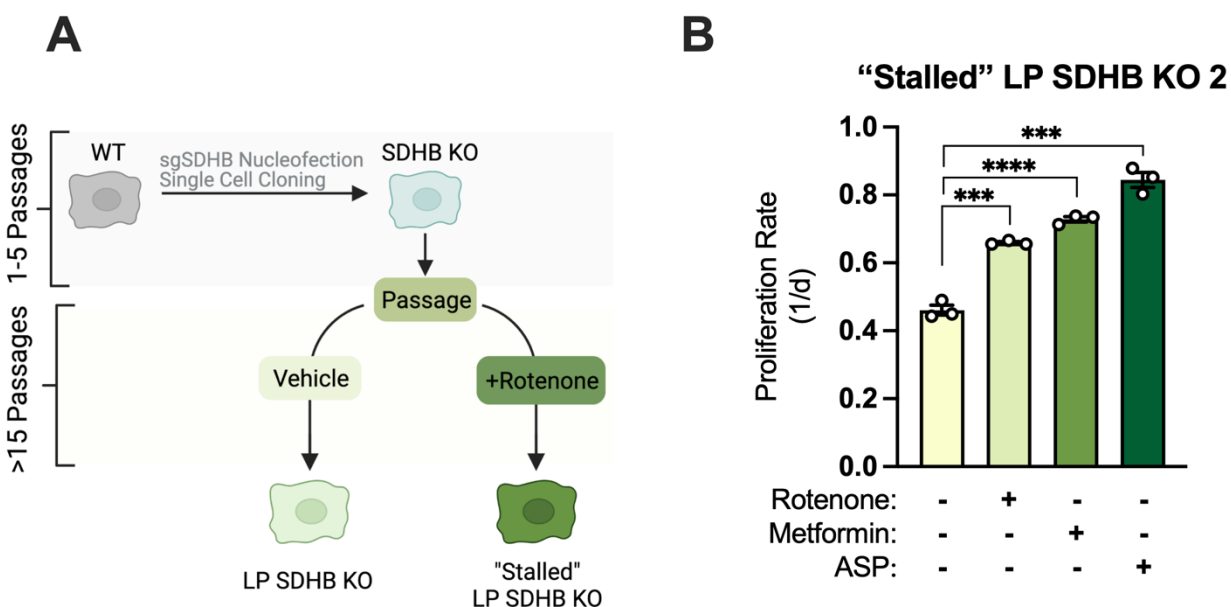 A
1-5 Passages
WT
sgSDHB Nucleofection
Single Cell Cloning
SDHB KO
Passage
>15 Passages
Vehicle
+Rotenone
LP SDHB KO
"Stalled"
LP SDHB KO
B
“Stalled” LP SDHB KO 2
Proliferation Rate
(1/d)
1.0
0.8
0.6
0.4
0.2
0.0
***
****
***
Rotenone: - + - -
Metformin: - - + -
ASP: - - - +